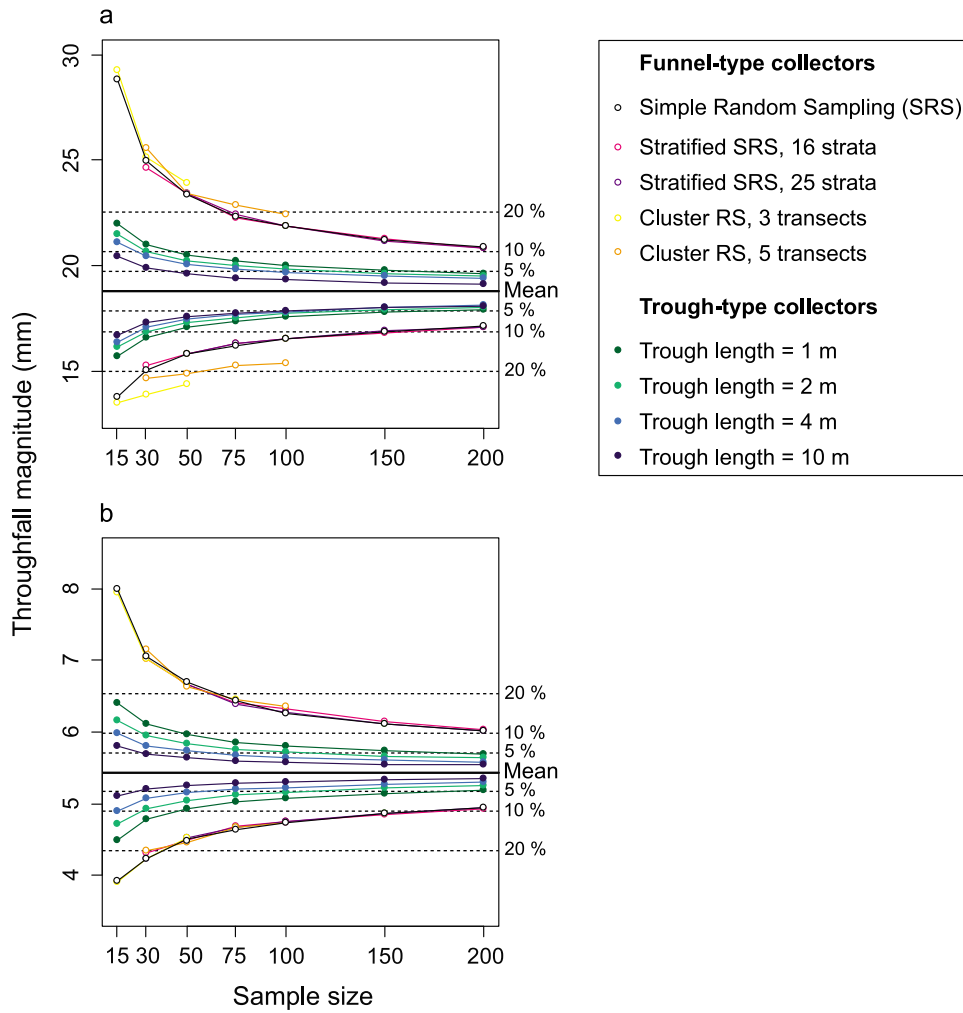 a
30
25
20
15
20 %
10 %
5 %
Mean
5 %
10 %
20 %
15 30 50 75 100 150 200
Funnel-type collectors
Simple Random Sampling (SRS)
Stratified SRS, 16 strata
Stratified SRS, 25 strata
Cluster RS, 3 transects
Cluster RS, 5 transects
Trough-type collectors
Trough length = 1 m
Trough length = 2 m
Trough length = 4 m
Trough length = 10 m
Throughfall magnitude (mm)
b
8
7
6
5
4
20 %
10 %
5 %
Mean
5 %
10 %
20 %
15 30 50 75 100 150 200
Sample size